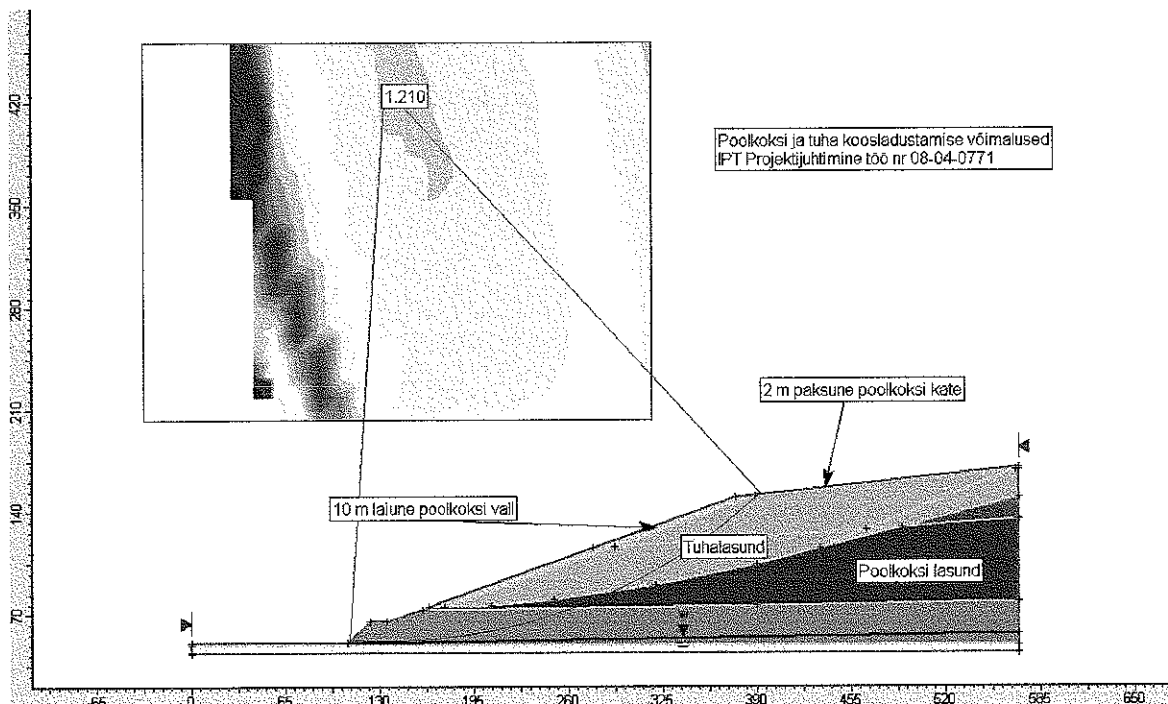 1.210
Poolkoksi ja tuha koosladustamise võimalused
IPT Projektijuhtimine töö nr 08-04-0771
2 m paksune poolkoksi kate
10 m laiune poolkoksi vall
Tuhalasund
Poolkoksi lasund
420
350
280
210
140
70
-65 0 65 130 195 260 325 390 455 520 585 650